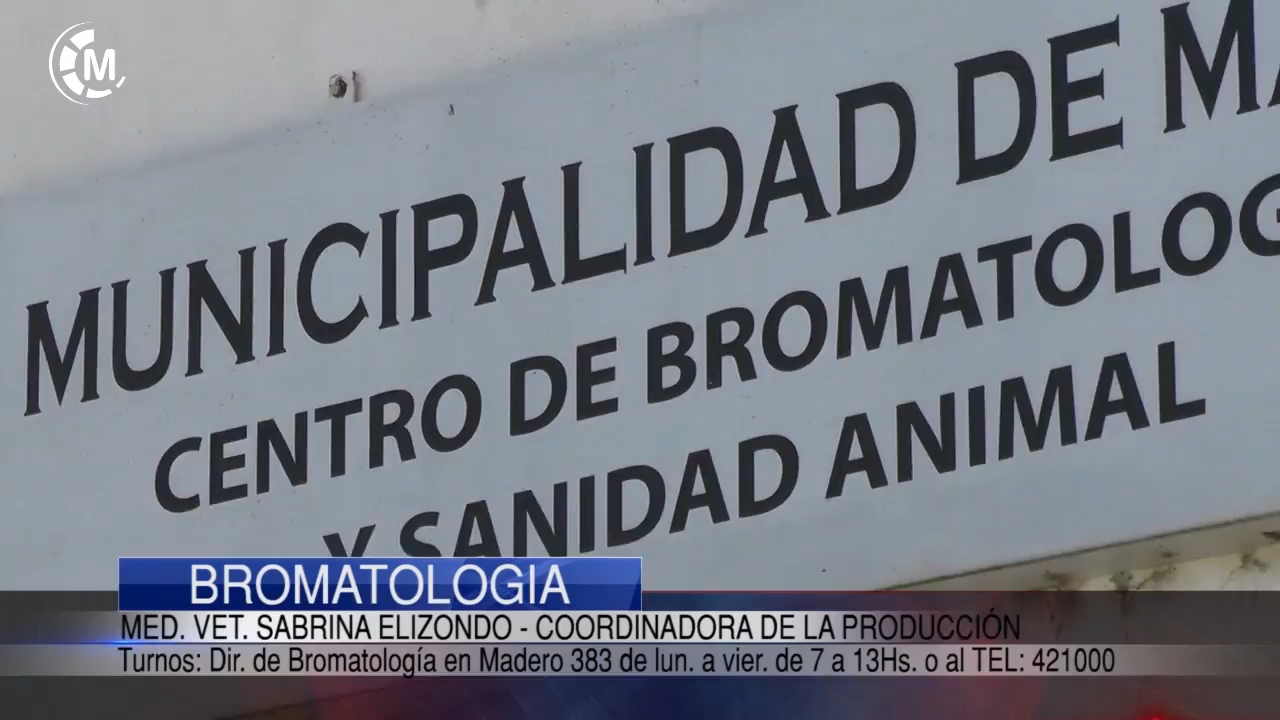 M
MUNICIPALIDAD DE
CENTRO DE BROMATOLOG
Y SANIDAD ANIMAL
BROMATOLOGIA
MED. VET. SABRINA ELIZONDO - COORDINADORA DE LA PRODUCCIÓN
Turnos: Dir. de Bromatología en Madero 383 de lun. a vier. de 7 a 13Hs. o al TEL: 421000